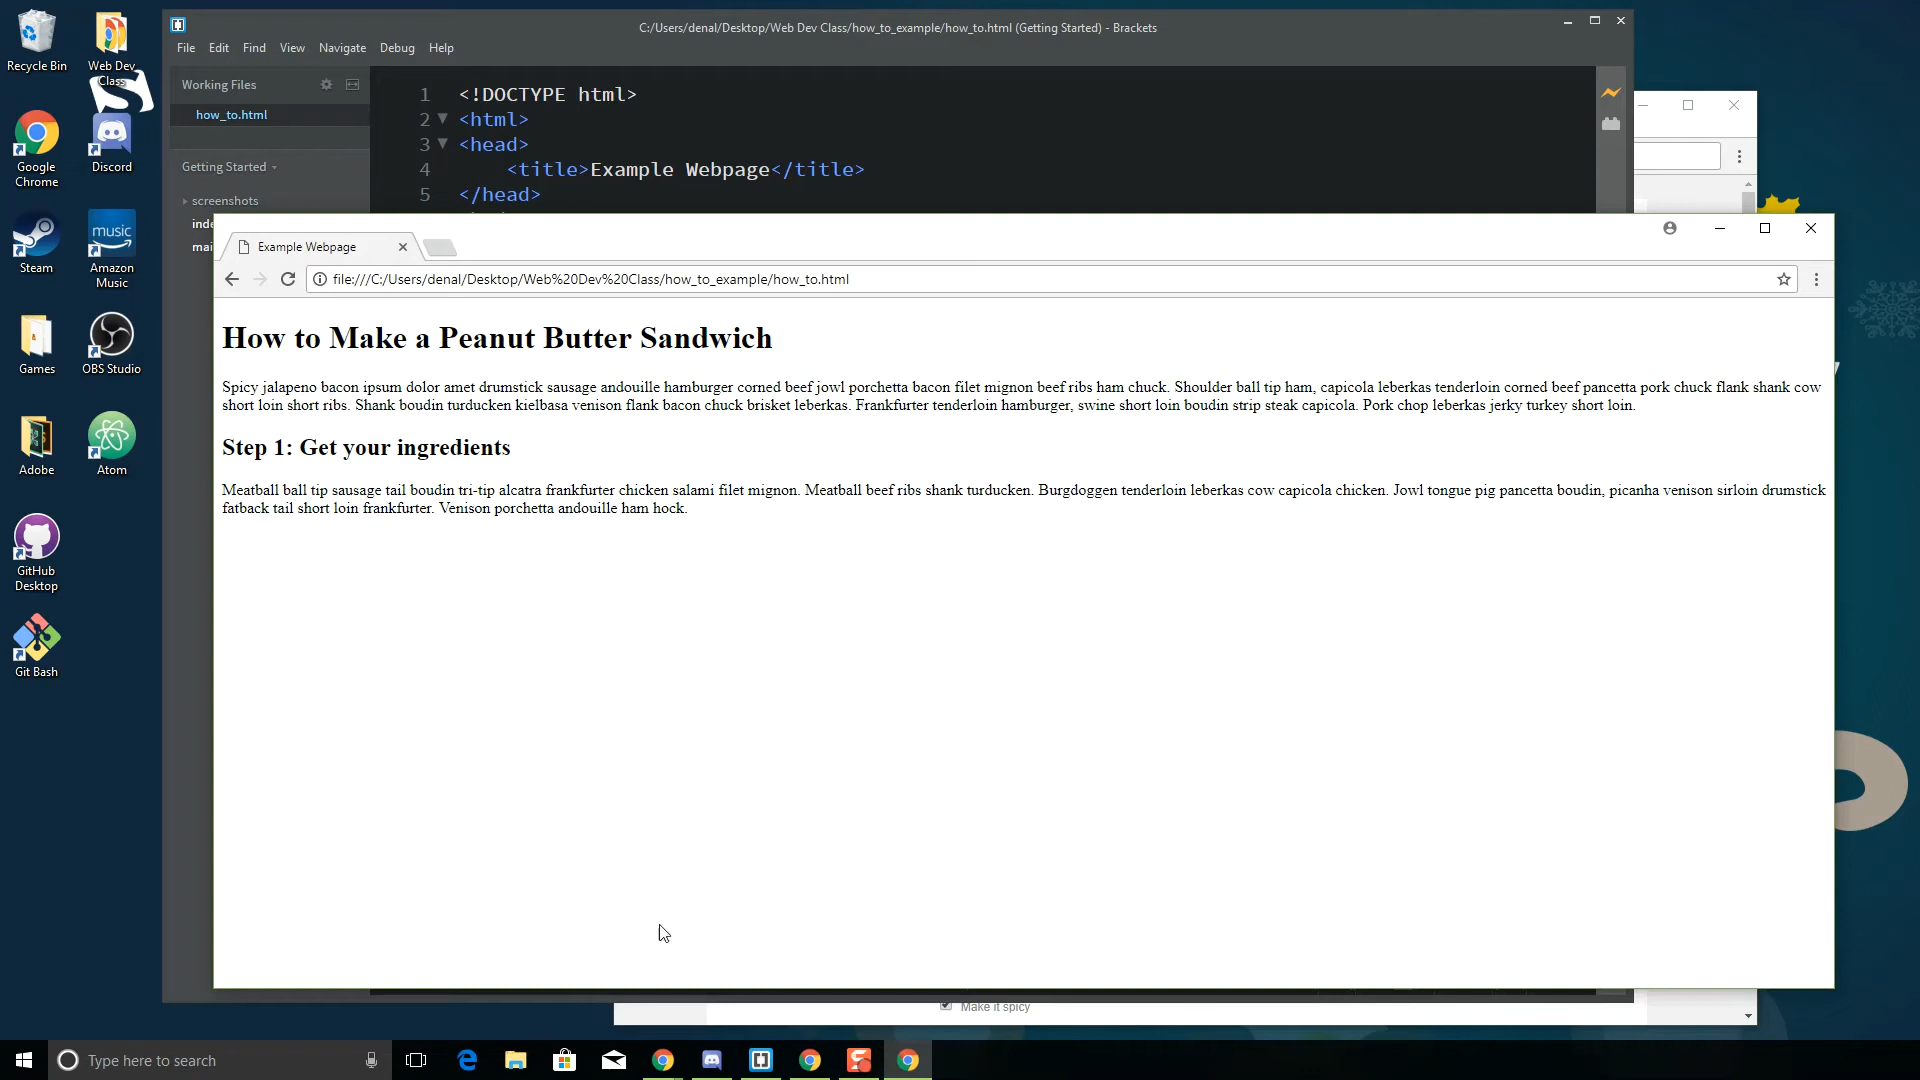 Recycle Bin
Web Dev
Class
Google
Chrome
Discord
Steam
music
Amazon
Music
Games
OBS Studio
Adobe
Atom
GitHub
Desktop
Git Bash
C:/Users/denal/Desktop/Web Dev Class/how_to_example/how_to.html (Getting Started) - Brackets
File Edit Find View Navigate Debug Help
Working Files
how_to.html
Getting Started
screenshots
inde
mai
1 <!DOCTYPE html>
2 <html>
3 <head>
4 <title>Example Webpage</title>
5 </head>
Example Webpage
file:///C:/Users/denal/Desktop/Web%20Dev%20Class/how_to_example/how_to.html
How to Make a Peanut Butter Sandwich
Spicy jalapeno bacon ipsum dolor amet drumstick sausage andouille hamburger corned beef jowl porchetta bacon filet mignon beef ribs ham chuck. Shoulder ball tip ham, capicola leberkas tenderloin corned beef pancetta pork chuck flank shank cow
short loin short ribs. Shank boudin turducken kielbasa venison flank bacon chuck brisket leberkas. Frankfurter tenderloin hamburger, swine short loin boudin strip steak capicola. Pork chop leberkas jerky turkey short loin.
Step 1: Get your ingredients
Meatball ball tip sausage tail boudin tri-tip alcatra frankfurter chicken salami filet mignon. Meatball beef ribs shank turducken. Burgdoggen tenderloin leberkas cow capicola chicken. Jowl tongue pig pancetta boudin, picanha venison sirloin drumstick
fatback tail short loin frankfurter. Venison porchetta andouille ham hock.
Make it spicy
Type here to search